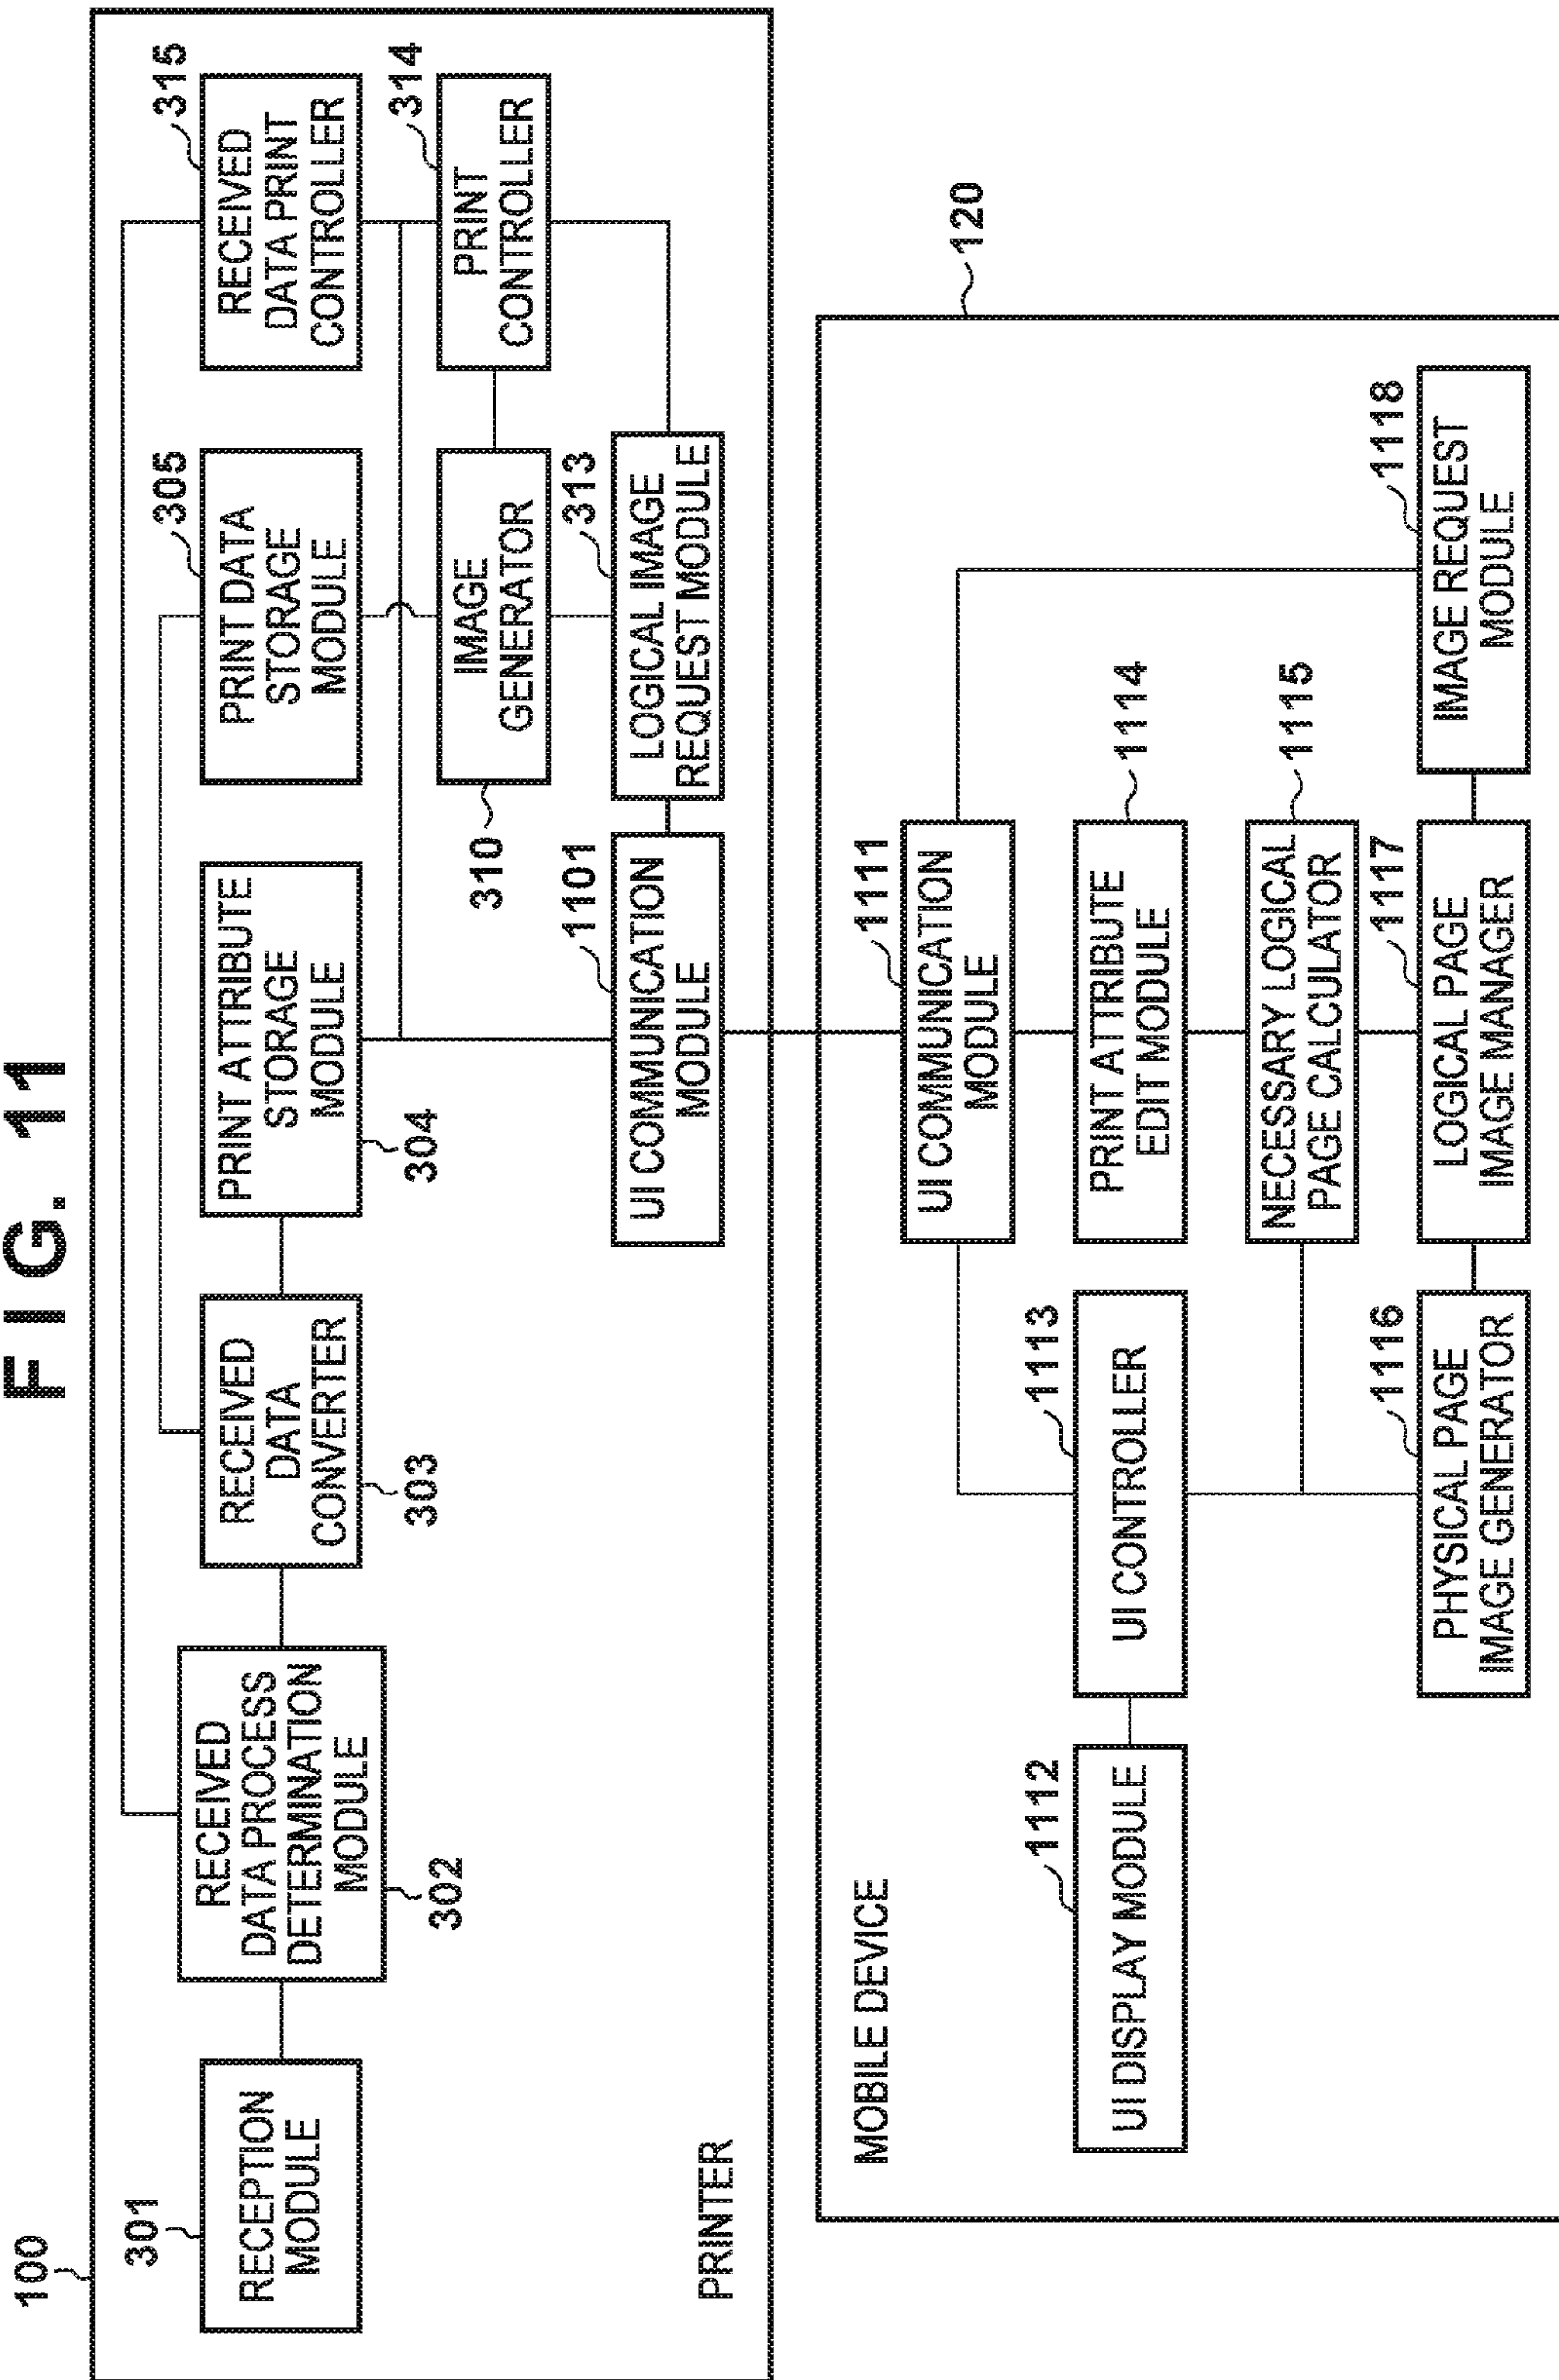 FIG. 11
100
301
RECEPTION
MODULE
RECEIVED
DATA PROCESS
DETERMINATION
MODULE
302
RECEIVED
DATA
CONVERTER
303
PRINT ATTRIBUTE
STORAGE
MODULE
304
305
PRINT DATA
STORAGE
MODULE
315
RECEIVED
DATA PRINT
CONTROLLER
314
PRINT
CONTROLLER
IMAGE
GENERATOR
310
313
LOGICAL IMAGE
REQUEST MODULE
1101
UI COMMUNICATION
MODULE
PRINTER
120
MOBILE DEVICE
1111
UI COMMUNICATION
MODULE
1112
UI DISPLAY MODULE
1113
UI CONTROLLER
PRINT ATTRIBUTE
EDIT MODULE
1114
NECESSARY LOGICAL
PAGE CALCULATOR
1115
1116
PHYSICAL PAGE
IMAGE GENERATOR
1117
LOGICAL PAGE
IMAGE MANAGER
1118
IMAGE REQUEST
MODULE